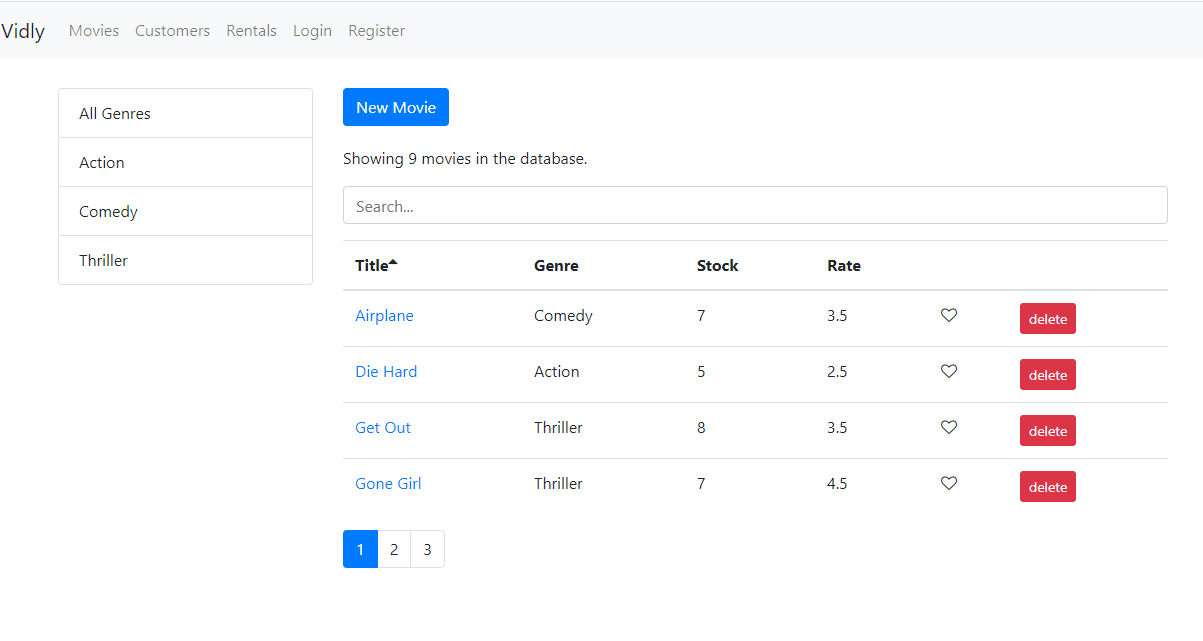 Vidly Movies Customers Rentals Login Register
All Genres
Action
Comedy
Thriller
New Movie
Showing 9 movies in the database.
Search...
Title Genre Stock Rate
Airplane Comedy 7 3.5 delete
Die Hard Action 5 2.5 delete
Get Out Thriller 8 3.5 delete
Gone Girl Thriller 7 4.5 delete
1 2 3